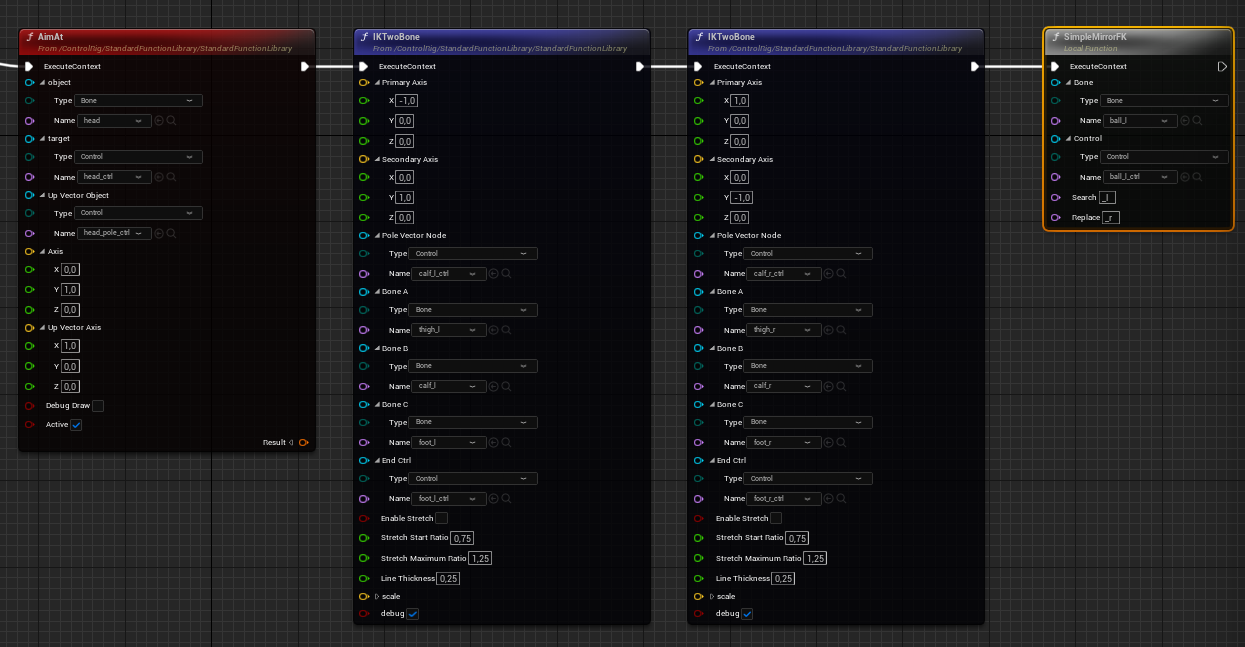 AimAt
From /ControlRig/StandardFunctionLibrary/StandardFunctionLibrary
ExecuteContext
object
Type Bone
Name head
target
Type Control
Name head_ctrl
Up Vector Object
Type Control
Name head_pole_ctrl
Axis
X 0,0
Y 1,0
Z 0,0
Up Vector Axis
X 1,0
Y 0,0
Z 0,0
Debug Draw
Active
Result
IKTwoBone
From /ControlRig/StandardFunctionLibrary/StandardFunctionLibrary
ExecuteContext
Primary Axis
X -1,0
Y 0,0
Z 0,0
Secondary Axis
X 0,0
Y 1,0
Z 0,0
Pole Vector Node
Type Control
Name calf_l_ctrl
Bone A
Type Bone
Name thigh_l
Bone B
Type Bone
Name calf_l
Bone C
Type Bone
Name foot_l
End Ctrl
Type Control
Name foot_l_ctrl
Enable Stretch
Stretch Start Ratio 0,75
Stretch Maximum Ratio 1,25
Line Thickness 0,25
scale
debug
IKTwoBone
From /ControlRig/StandardFunctionLibrary/StandardFunctionLibrary
ExecuteContext
Primary Axis
X 1,0
Y 0,0
Z 0,0
Secondary Axis
X 0,0
Y -1,0
Z 0,0
Pole Vector Node
Type Control
Name calf_r_ctrl
Bone A
Type Bone
Name thigh_r
Bone B
Type Bone
Name calf_r
Bone C
Type Bone
Name foot_r
End Ctrl
Type Control
Name foot_r_ctrl
Enable Stretch
Stretch Start Ratio 0,75
Stretch Maximum Ratio 1,25
Line Thickness 0,25
scale
debug
SimpleMirrorFK
Local Function
ExecuteContext
Bone
Type Bone
Name ball_l
Control
Type Control
Name ball_l_ctrl
Search _l
Replace _r